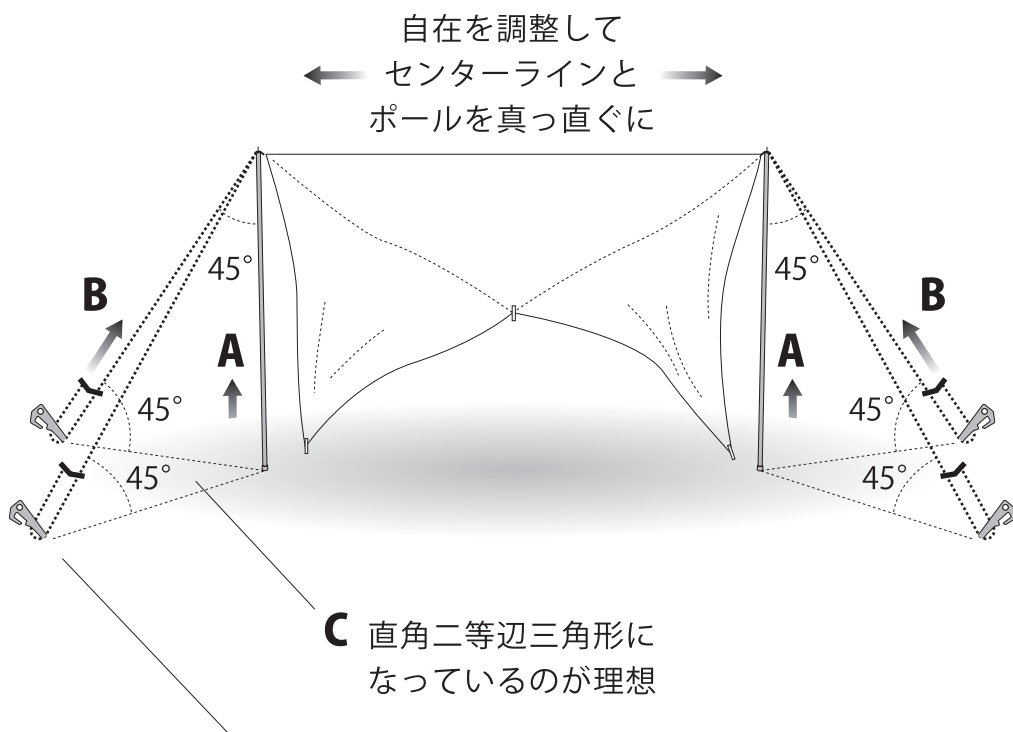 自在を調整して
センターラインと
ポールを真っ直ぐに
45°
45°
B
B
A
A
45°
45°
45°
45°
C 直角二等辺三角形に
なっているのが理想